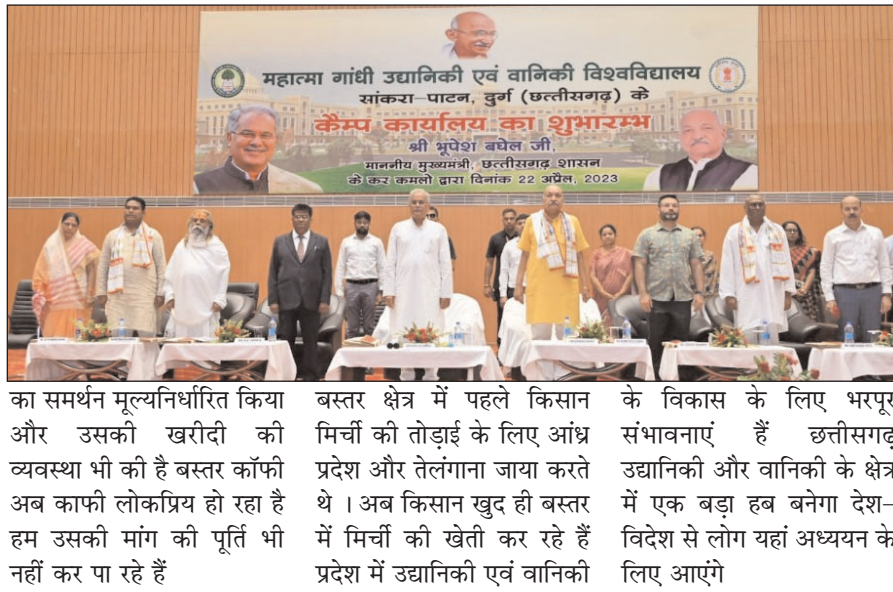 महात्मा गांधी उद्यानिकी एवं वानिकी विश्वविद्यालय
सांकरा-पाटन, दुर्ग (छत्तीसगढ़) के
कैम्प कार्यालय का शुभारम्भ
श्री भूपेश बघेल जी,
माननीय मुख्यमंत्री, छत्तीसगढ़ शासन
के कर कमलो द्वारा दिनांक 22 अप्रैल, 2023
का समर्थन मूल्यनिर्धारित किया
और उसकी खरीदी की
व्यवस्था भी की है बस्तर कॉफी
अब काफी लोकप्रिय हो रहा है
हम उसकी मांग की पूर्ति भी
नहीं कर पा रहे हैं
बस्तर क्षेत्र में पहले किसान
मिर्ची की तोड़ाई के लिए आंध्र
प्रदेश और तेलंगाना जाया करते
थे । अब किसान खुद ही बस्तर
में मिर्ची की खेती कर रहे हैं
प्रदेश में उद्यानिकी एवं वानिकी
के विकास के लिए भरपूर
संभावनाएं हैं छत्तीसगढ़
उद्यानिकी और वानिकी के क्षेत्र
में एक बड़ा हब बनेगा देश-
विदेश से लोग यहां अध्ययन के
लिए आएंगे